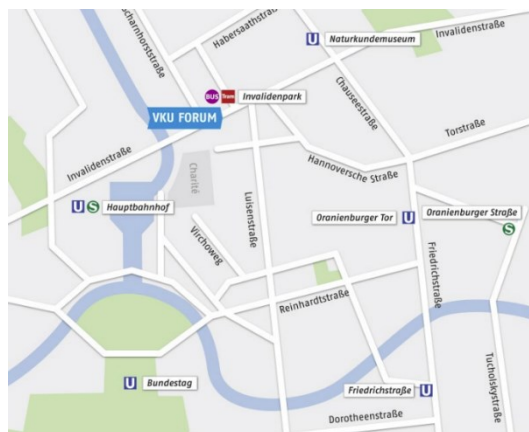 Scharnhorststraße
Habersaathstraße
U Naturkundemuseum
Invalidenstraße
BUS Tram Invalidenpark
Chausseestraße
VKU FORUM
Torstraße
Invalidenstraße
Charité
Hannoversche Straße
U S Hauptbahnhof
Luisenstraße
Oranienburger Tor U
Oranienburger Straße
S
Virchoweg
Friedrichstraße
Reinhardtstraße
Tucholskystraße
U Bundestag
Friedrichstraße U
Dorotheenstraße